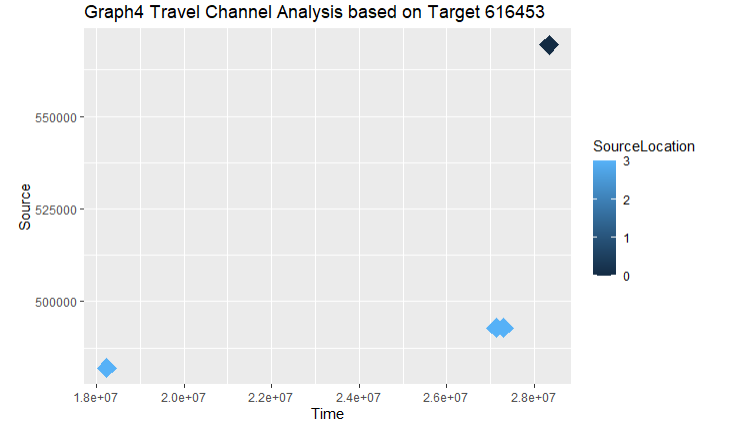 Graph4 Travel Channel Analysis based on Target 616453
Source
550000
525000
500000
1.8e+07 2.0e+07 2.2e+07 2.4e+07 2.6e+07 2.8e+07
Time
SourceLocation
3
2
1
0